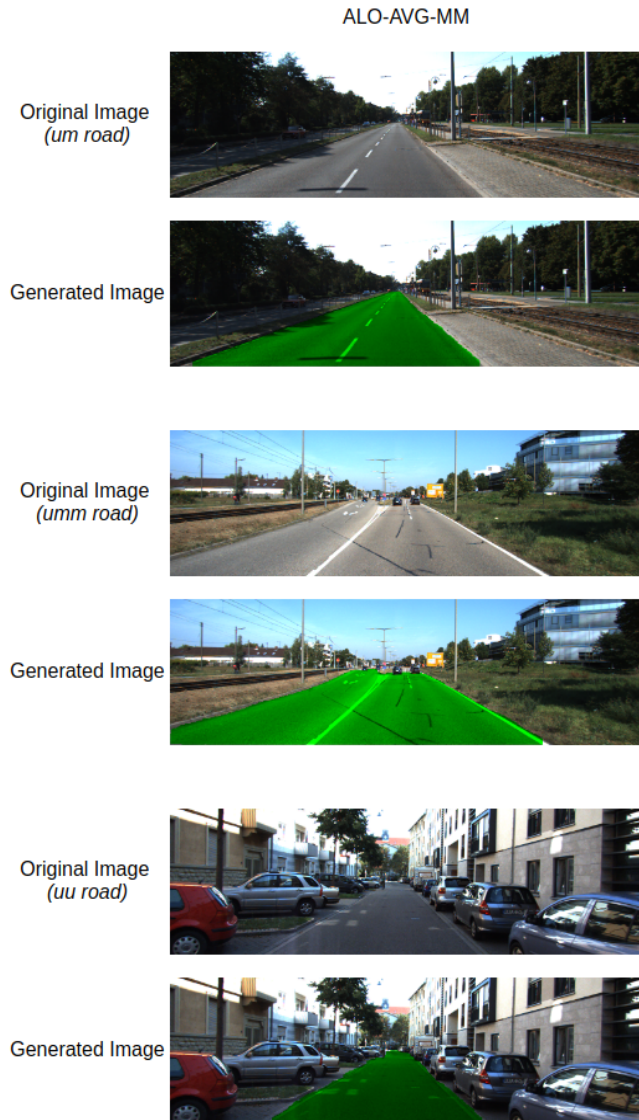 ALO-AVG-MM
Original Image
(um road)
Generated Image
Original Image
(umm road)
Generated Image
Original Image
(uu road)
Generated Image